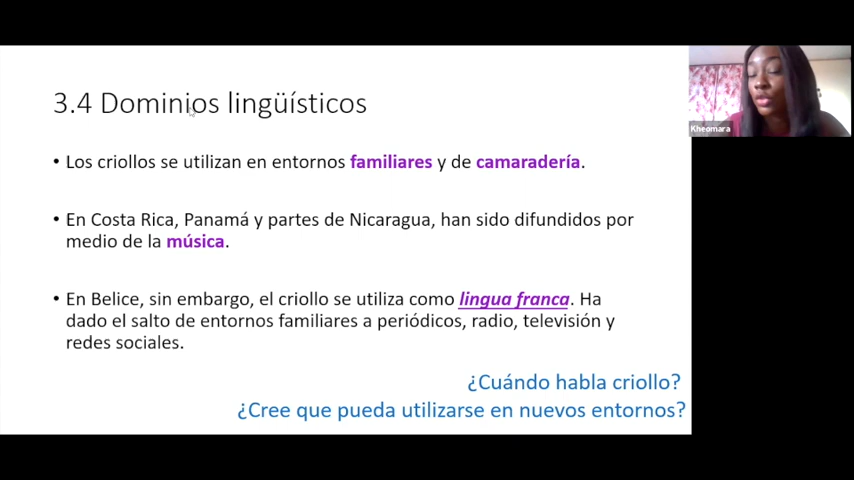 3.4 Dominios lingüísticos
• Los criollos se utilizan en entornos familiares y de camaradería.
• En Costa Rica, Panamá y partes de Nicaragua, han sido difundidos por
medio de la música.
• En Belice, sin embargo, el criollo se utiliza como lingua franca. Ha
dado el salto de entornos familiares a periódicos, radio, televisión y
redes sociales.
¿Cuándo habla criollo?
¿Cree que pueda utilizarse en nuevos entornos?
Kheomara